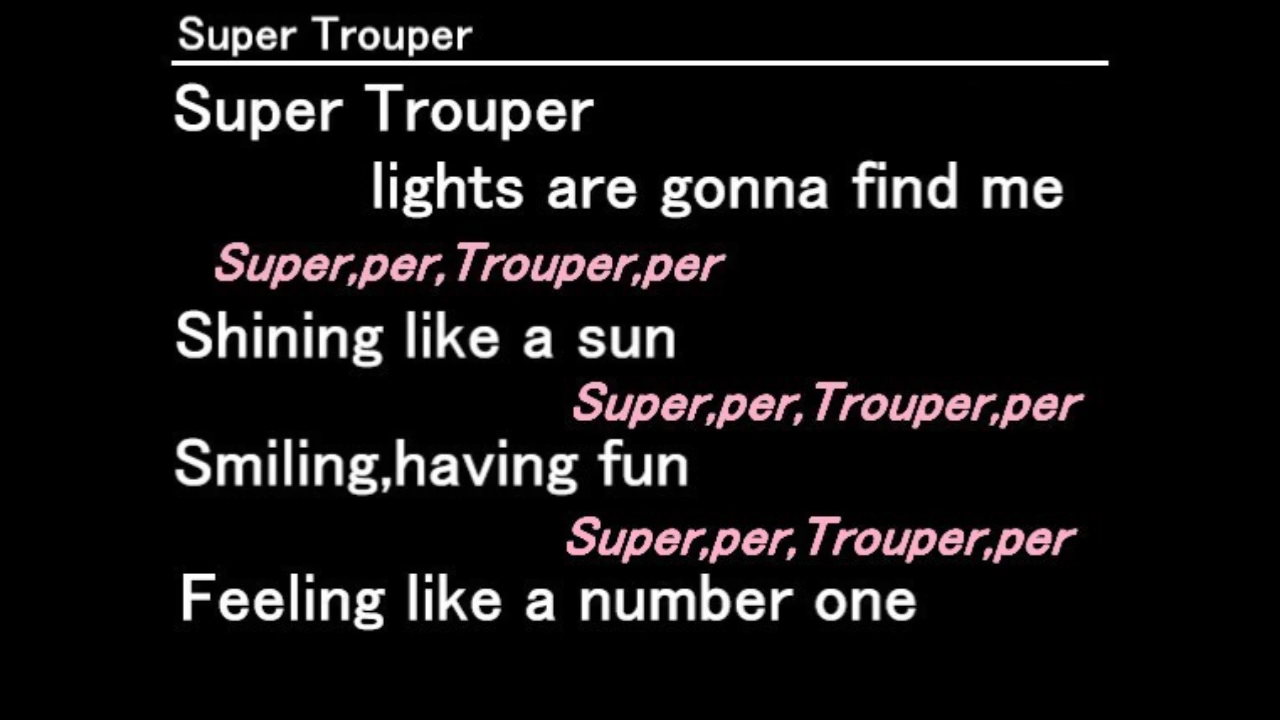 Super Trouper
Super Trouper
lights are gonna find me
Super,per,Trouper,per
Shining like a sun
Super,per,Trouper,per
Smiling,having fun
Super,per,Trouper,per
Feeling like a number one